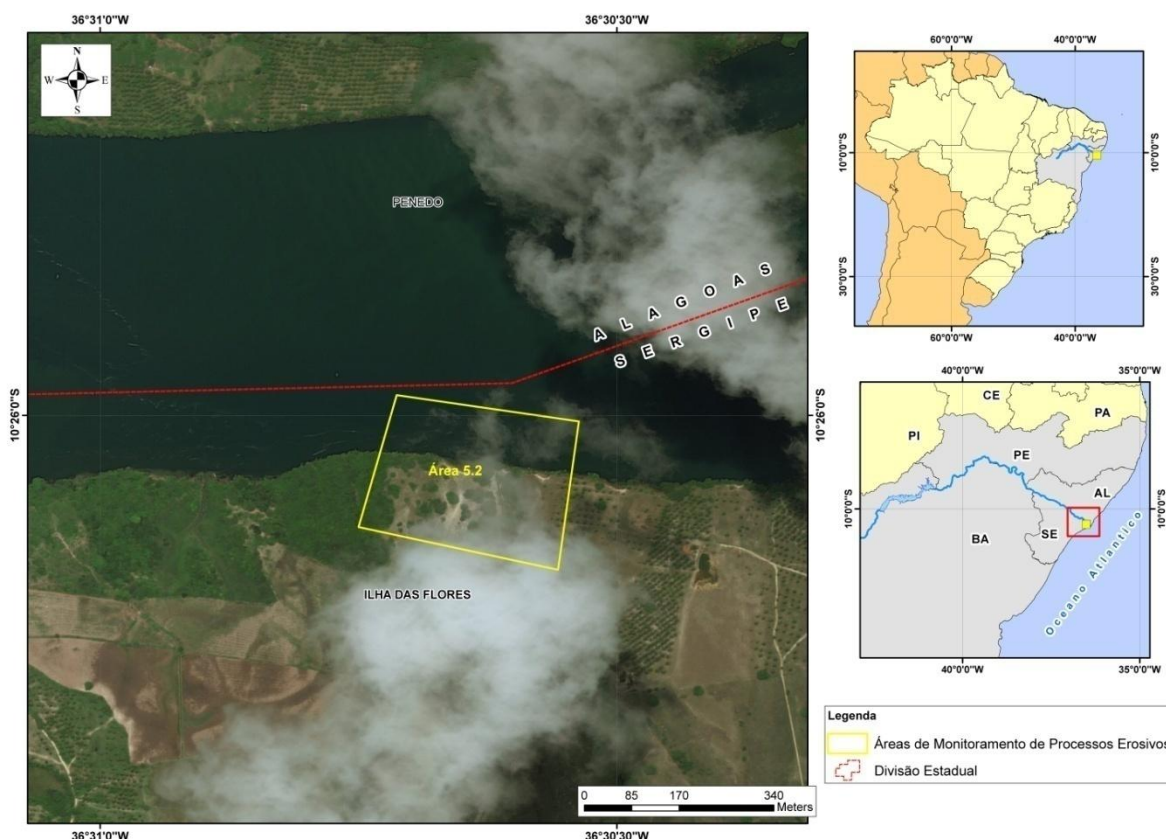 36°31'0"W
36°30'30"W
N
W
E
S
PENEDO
ALAGOAS
SERGIPE
10°26'0"S
10°26'0"S
Área 5.2
ILHA DAS FLORES
0 85 170 340
Meters
36°31'0"W
36°30'30"W
60°0'0"W
40°0'0"W
10°0'0"S
10°0'0"S
30°0'0"S
30°0'0"S
60°0'0"W
40°0'0"W
40°0'0"W
35°0'0"W
CE
PA
PI
PE
AL
10°0'0"S
10°0'0"S
SE
BA
Oceano Atlantico
40°0'0"W
35°0'0"W
Legenda
Áreas de Monitoramento de Processos Erosivos
Divisão Estadual